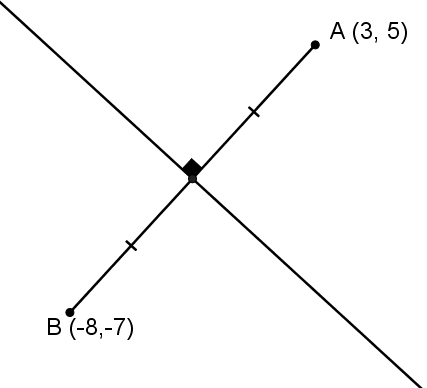 A (3, 5)
B (-8,-7)